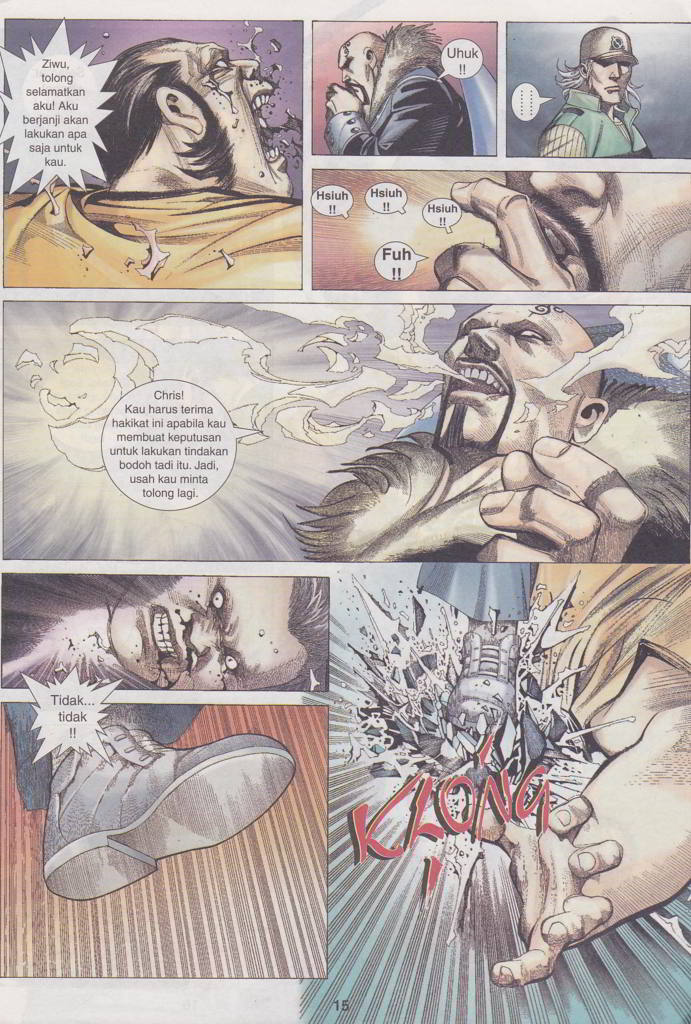 Ziwu,
tolong
selamatkan
aku! Aku
berjanji akan
lakukan apa
saja untuk
kau.
Uhuk
!!
Hsiuh
!!
Hsiuh
!!
Hsiuh
!!
Fuh
!!
Chris!
Kau harus terima
hakikat ini apabila kau
membuat keputusan
untuk lakukan tindakan
bodoh tadi itu. Jadi,
usah kau minta
tolong lagi.
Tidak...
tidak
!!
KLONG
!
15